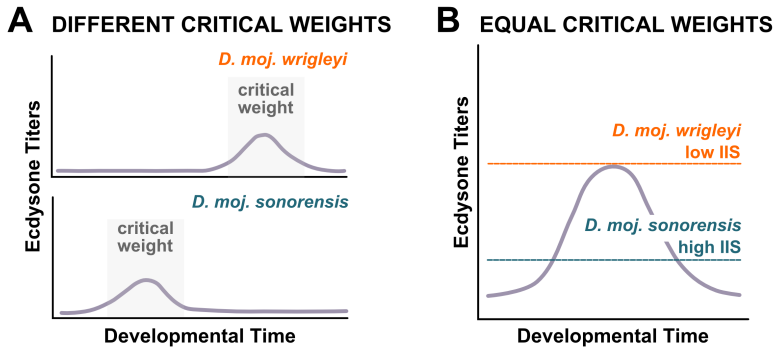 A DIFFERENT CRITICAL WEIGHTS
D. moj. wrigleyi
critical
weight
D. moj. sonorensis
critical
weight
Ecdysone Titers
Developmental Time
B EQUAL CRITICAL WEIGHTS
D. moj. wrigleyi
low IIS
D. moj. sonorensis
high IIS
Ecdysone Titers
Developmental Time